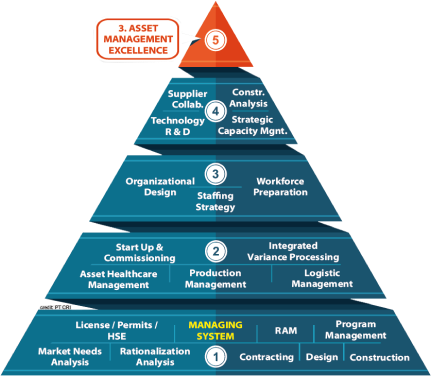 3. ASSET
MANAGEMENT
EXCELLENCE
5
Supplier
Collab.
Constr.
Analysis
4
Technology
R & D
Strategic
Capacity Mgnt.
3
Organizational
Design
Staffing
Strategy
Workforce
Preparation
Start Up &
Commissioning
2
Integrated
Variance Processing
Asset Healthcare
Management
Production
Management
Logistic
Management
credit: PT CRI
License / Permits /
HSE
MANAGING
SYSTEM
RAM
Program
Management
Market Needs
Analysis
Rationalization
Analysis
1
Contracting
Design
Construction